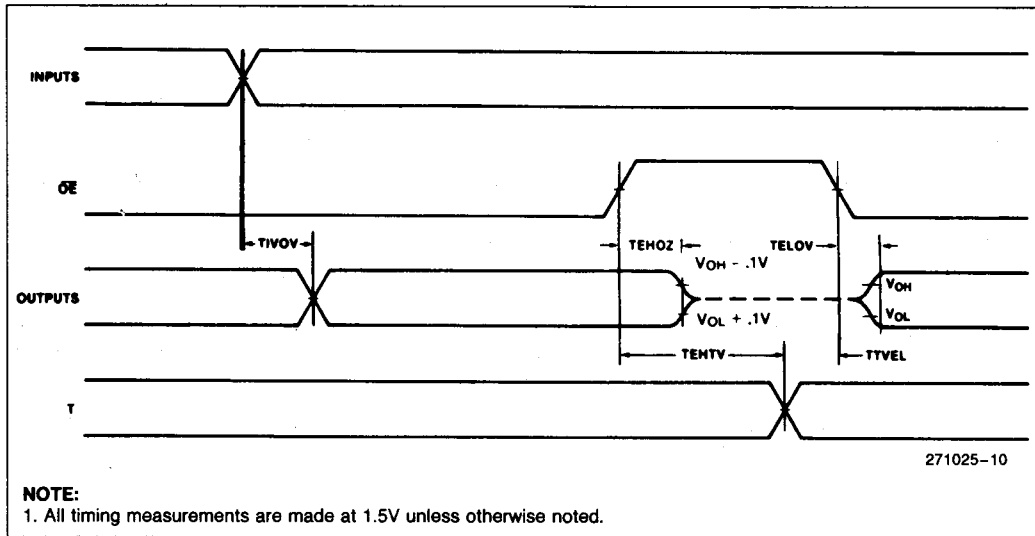 INPUTS
OE
TIVOV
TEHOZ
TELOV
VOH - .1V
OUTPUTS
VOH
VOL + .1V
VOL
TEHTV
TTVEL
T
271025-10
NOTE:
1. All timing measurements are made at 1.5V unless otherwise noted.